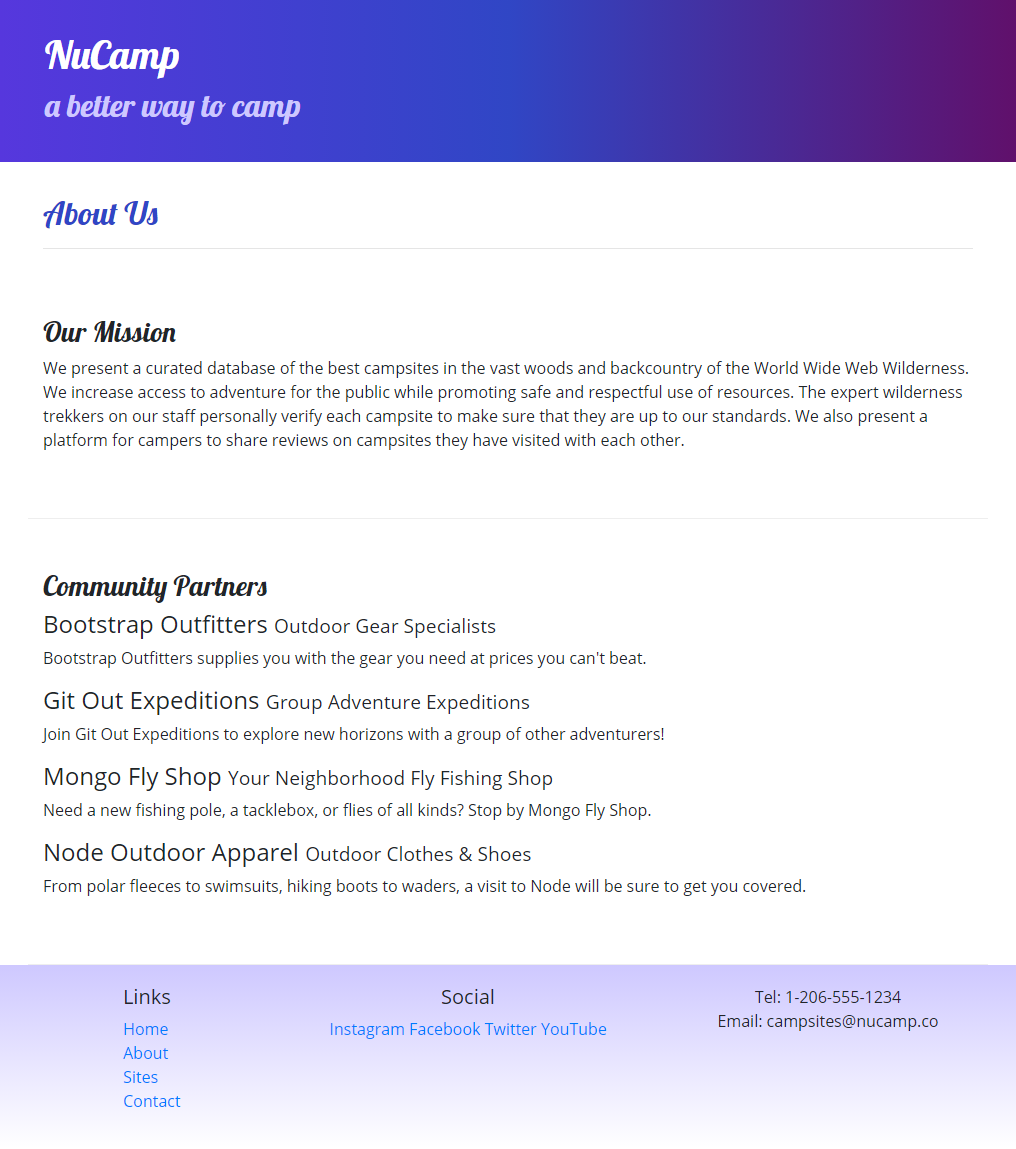 NuCamp
a better way to camp
About Us
Our Mission
We present a curated database of the best campsites in the vast woods and backcountry of the World Wide Web Wilderness.
We increase access to adventure for the public while promoting safe and respectful use of resources. The expert wilderness
trekkers on our staff personally verify each campsite to make sure that they are up to our standards. We also present a
platform for campers to share reviews on campsites they have visited with each other.
Community Partners
Bootstrap Outfitters Outdoor Gear Specialists
Bootstrap Outfitters supplies you with the gear you need at prices you can't beat.
Git Out Expeditions Group Adventure Expeditions
Join Git Out Expeditions to explore new horizons with a group of other adventurers!
Mongo Fly Shop Your Neighborhood Fly Fishing Shop
Need a new fishing pole, a tacklebox, or flies of all kinds? Stop by Mongo Fly Shop.
Node Outdoor Apparel Outdoor Clothes & Shoes
From polar fleeces to swimsuits, hiking boots to waders, a visit to Node will be sure to get you covered.
Links
Home
About
Sites
Contact
Social
Instagram Facebook Twitter YouTube
Tel: 1-206-555-1234
Email: campsites@nucamp.co